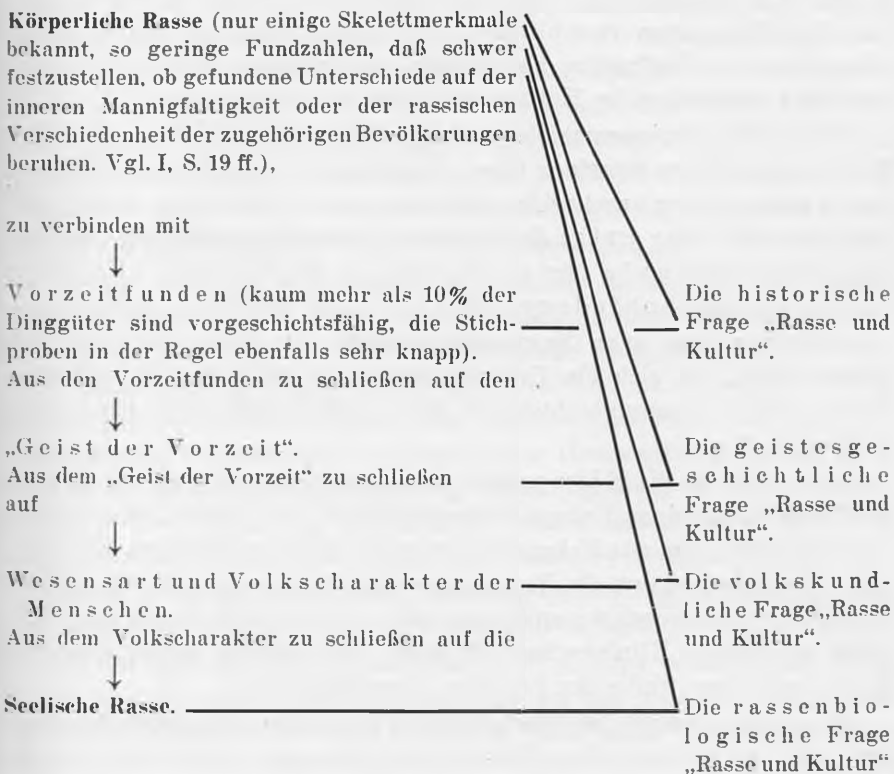 Körperliche Rasse (nur einige Skelettmerkmale
bekannt, so geringe Fundzahlen, daß schwer
festzustellen, ob gefundene Unterschiede auf der
inneren Mannigfaltigkeit oder der rassischen
Verschiedenheit der zugehörigen Bevölkerungen
beruhen. Vgl. I, S. 19 ff.),
zu verbinden mit
Vorzeitfunden (kaum mehr als 10% der
Dinggüter sind vorgeschichtsfähig, die Stich-
proben in der Regel ebenfalls sehr knapp).
Aus den Vorzeitfunden zu schließen auf den
„Geist der Vorzeit“.
Aus dem „Geist der Vorzeit“ zu schließen
auf
Wesensart und Volkscharakter der
Menschen.
Aus dem Volkscharakter zu schließen auf die
Seelische Rasse.
Die historische
Frage „Rasse und
Kultur“.
Die geistesge-
schichtliche
Frage „Rasse und
Kultur“.
Die volkskund-
liche Frage „Rasse
und Kultur“.
Die rassenbio-
logische Frage
„Rasse und Kultur“